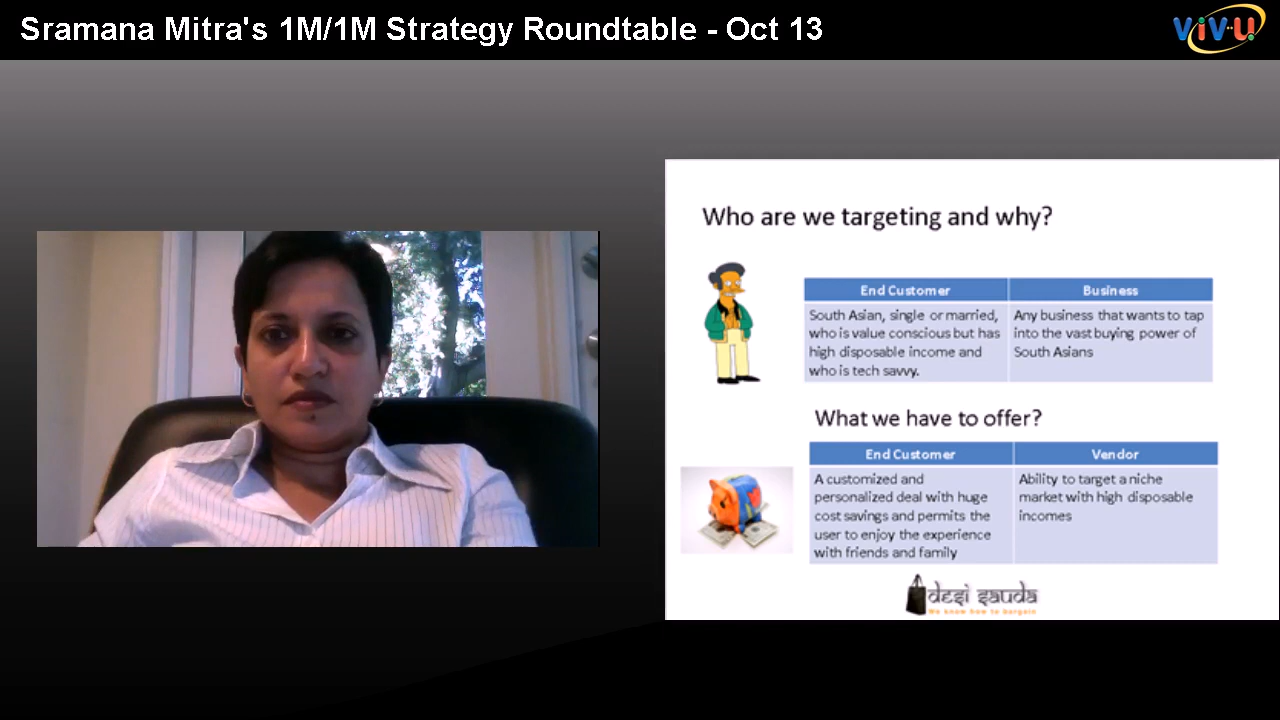 Sramana Mitra's 1M/1M Strategy Roundtable - Oct 13
ViV·U!
Who are we targeting and why?
End Customer
Business
South Asian, single or married,
who is value conscious but has
high disposable income and
who is tech savvy.
Any business that wants to tap
into the vast buying power of
South Asians
What we have to offer?
End Customer
Vendor
A customized and
personalized deal with huge
cost savings and permits the
user to enjoy the experience
with friends and family
Ability to target a niche
market with high disposable
incomes
desi sauda
We know how to bargain